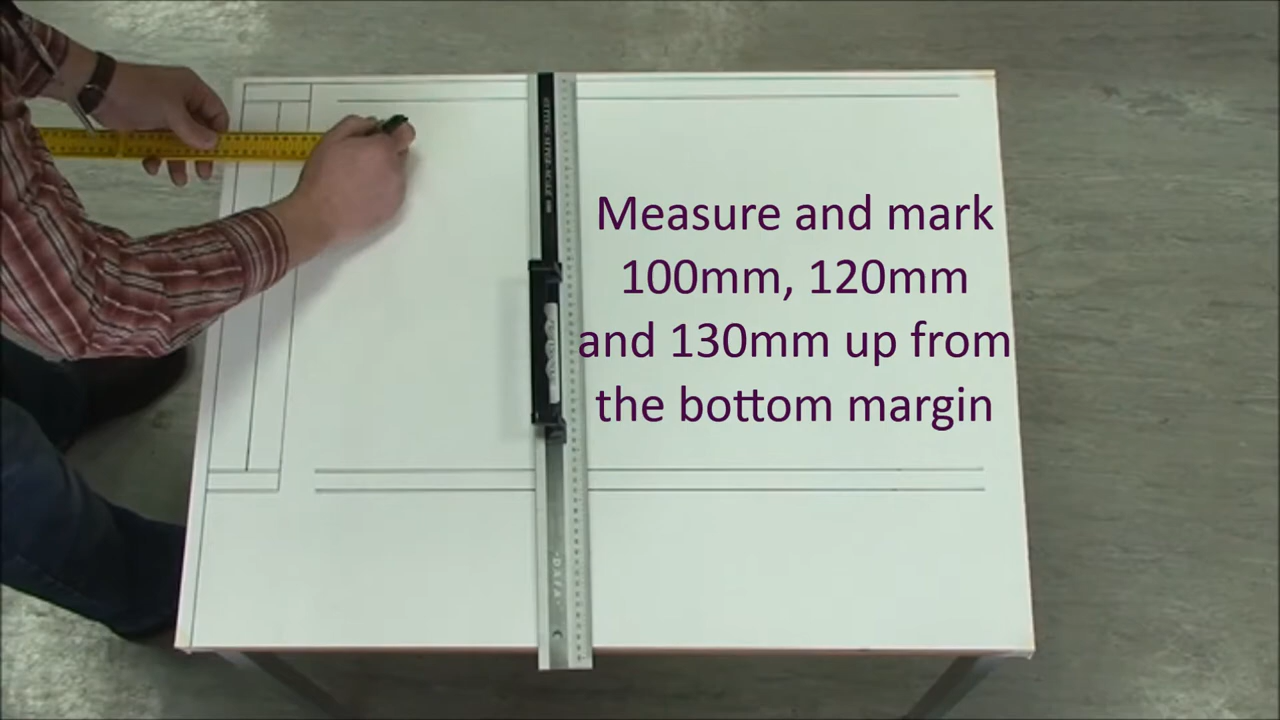 Measure and mark
100mm, 120mm
and 130mm up from
the bottom margin